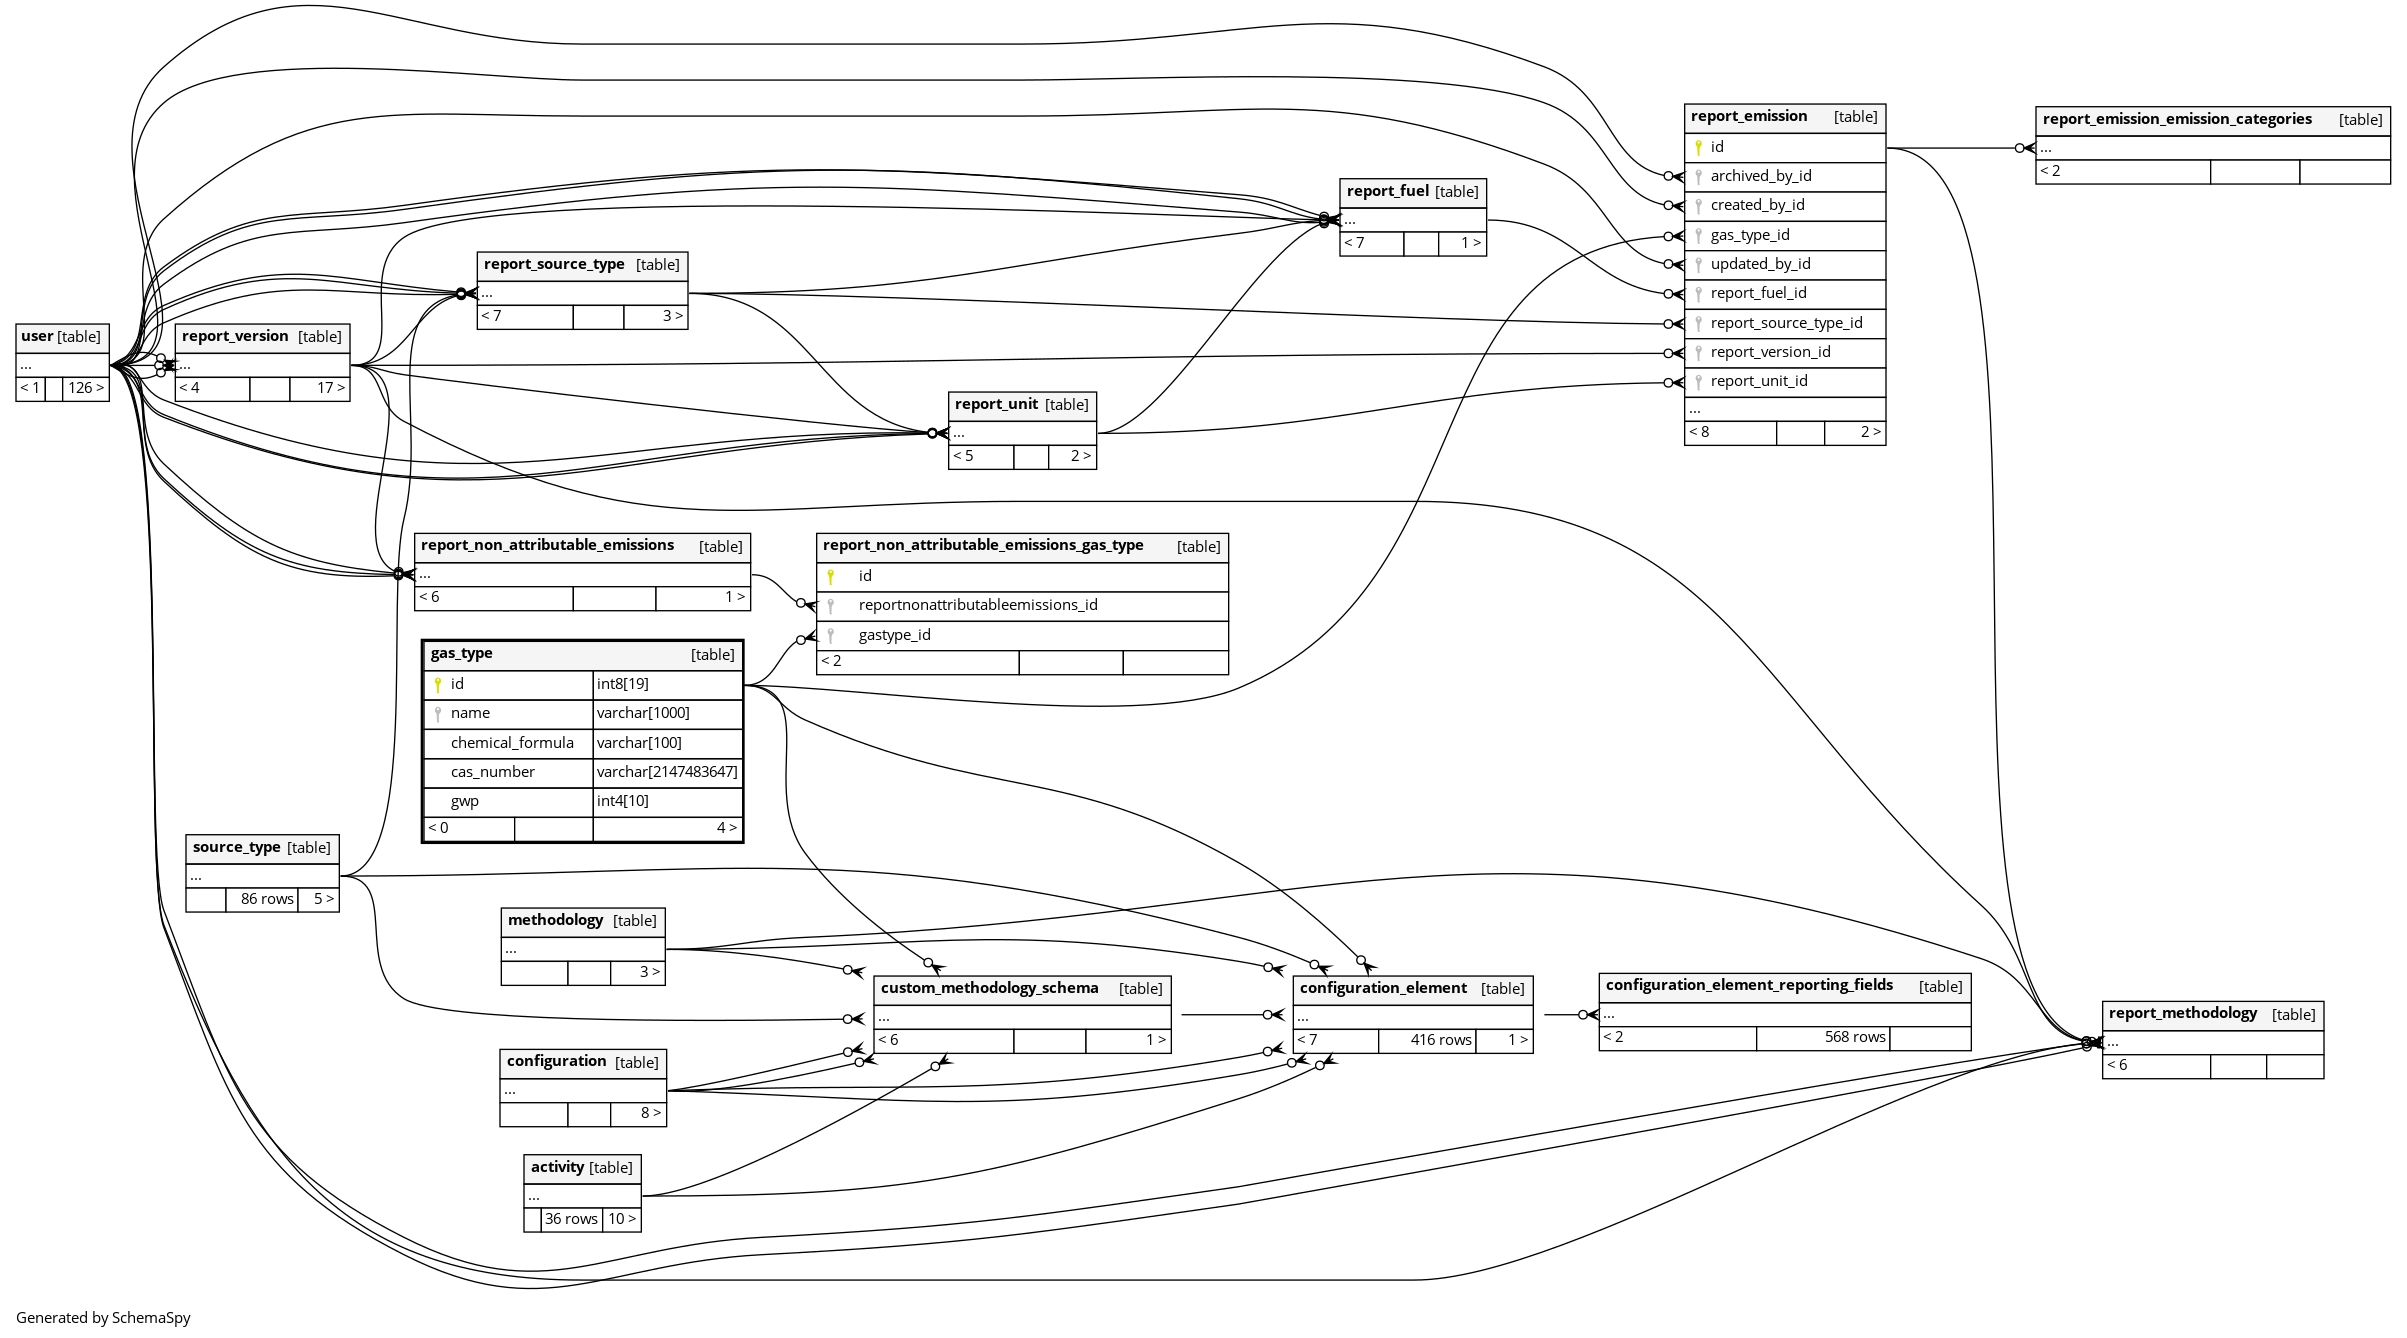 report_emission [table]
id
archived_by_id
created_by_id
gas_type_id
updated_by_id
report_fuel_id
report_source_type_id
report_version_id
report_unit_id
...
< 8 2 >
report_emission_emission_categories [table]
...
< 2
report_fuel [table]
...
< 7 1 >
report_source_type [table]
...
< 7 3 >
user [table]
...
< 1 126 >
report_version [table]
...
< 4 17 >
report_unit [table]
...
< 5 2 >
report_non_attributable_emissions [table]
...
< 6 1 >
report_non_attributable_emissions_gas_type [table]
id
reportnonattributableemissions_id
gastype_id
< 2
gas_type [table]
id int8[19]
name varchar[1000]
chemical_formula varchar[100]
cas_number varchar[2147483647]
gwp int4[10]
< 0 4 >
source_type [table]
...
86 rows 5 >
methodology [table]
...
3 >
custom_methodology_schema [table]
...
< 6 1 >
configuration_element [table]
...
< 7 416 rows 1 >
configuration_element_reporting_fields [table]
...
< 2 568 rows
report_methodology [table]
...
< 6
configuration [table]
...
8 >
activity [table]
...
36 rows 10 >
Generated by SchemaSpy